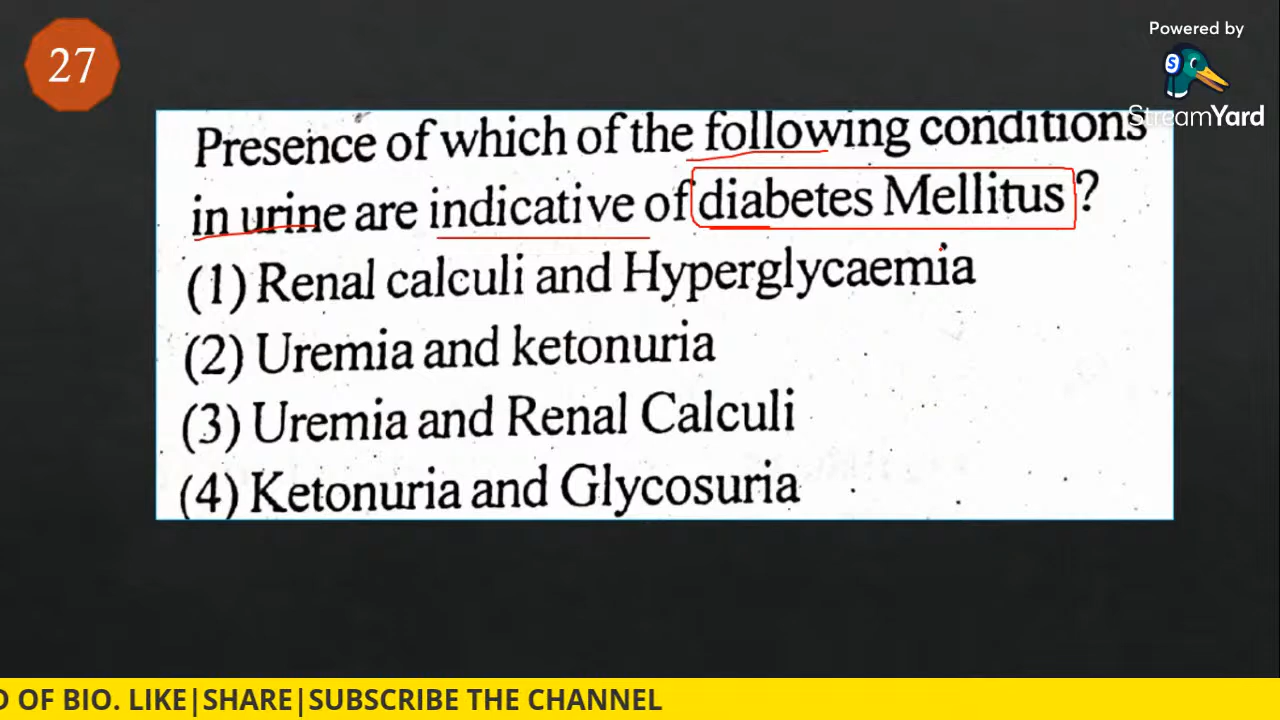 27
Powered by
StreamYard
Presence of which of the following conditions
in urine are indicative of diabetes Mellitus?
(1) Renal calculi and Hyperglycaemia
(2) Uremia and ketonuria
(3) Uremia and Renal Calculi
(4) Ketonuria and Glycosuria
OF BIO. LIKE|SHARE|SUBSCRIBE THE CHANNEL